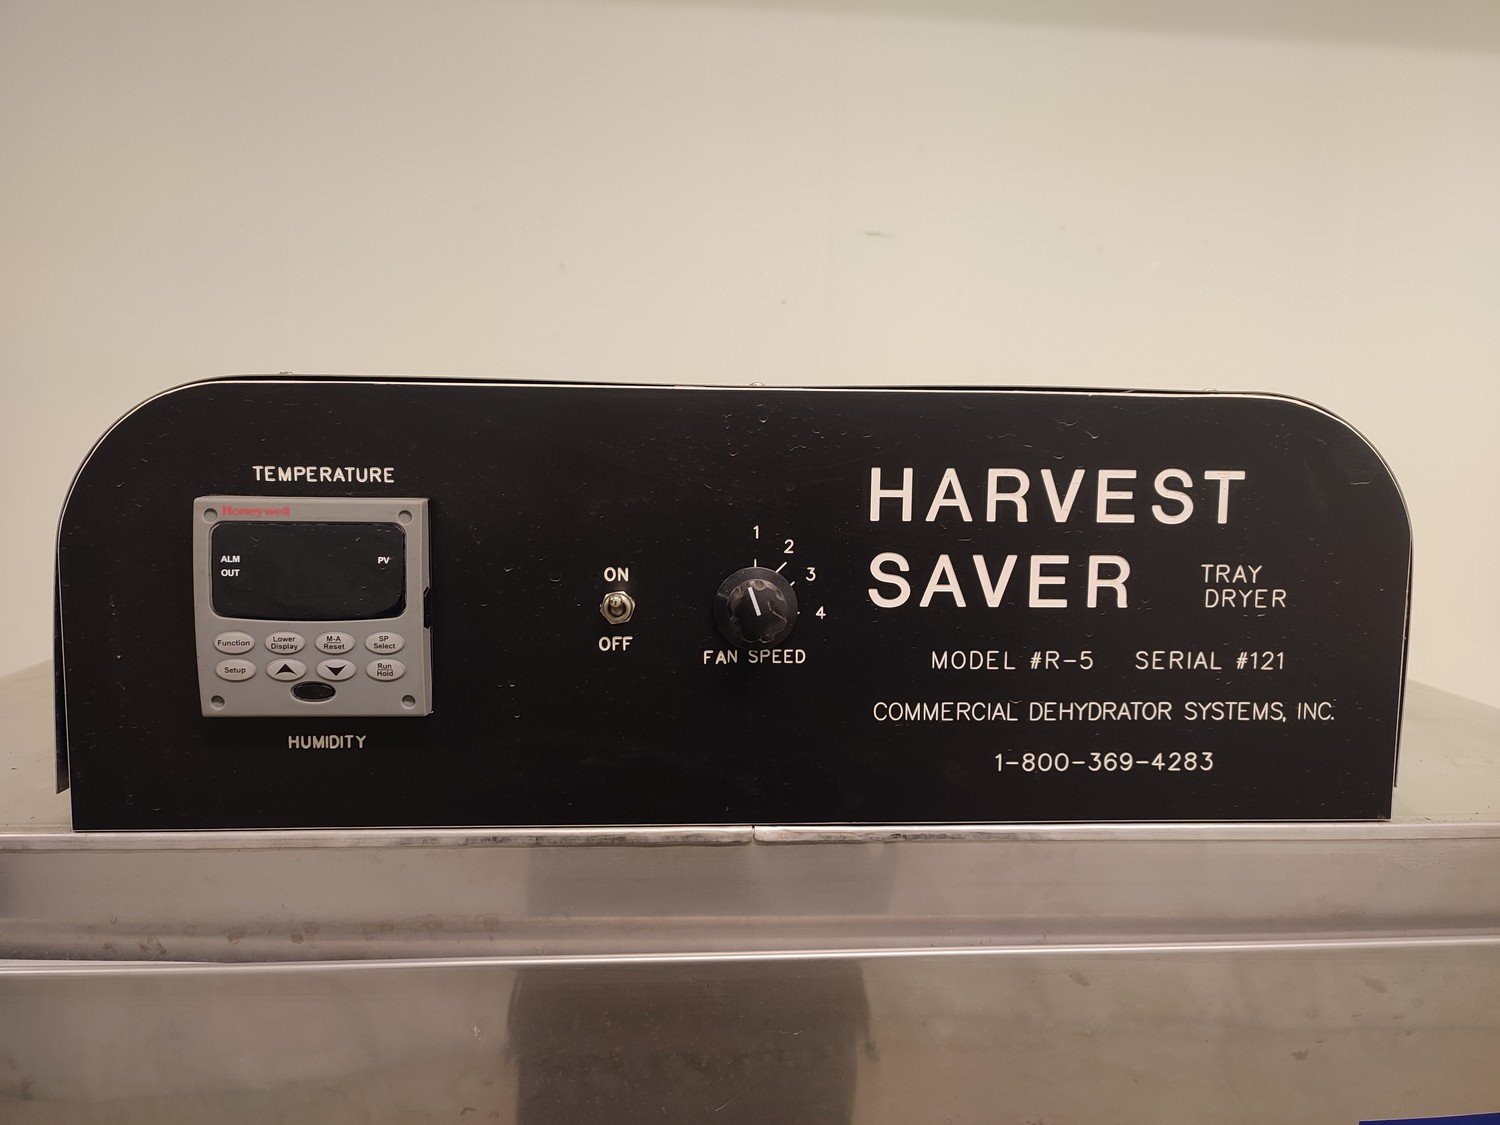 TEMPERATURE
Honeywell
ALM
PV
OUT
Function
Lower
Display
M-A
Reset
SP
Select
Setup
Run
Hold
HUMIDITY
ON
OFF
1
2
3
4
FAN SPEED
HARVEST
SAVER
TRAY
DRYER
MODEL #R-5 SERIAL #121
COMMERCIAL DEHYDRATOR SYSTEMS, INC.
1-800-369-4283